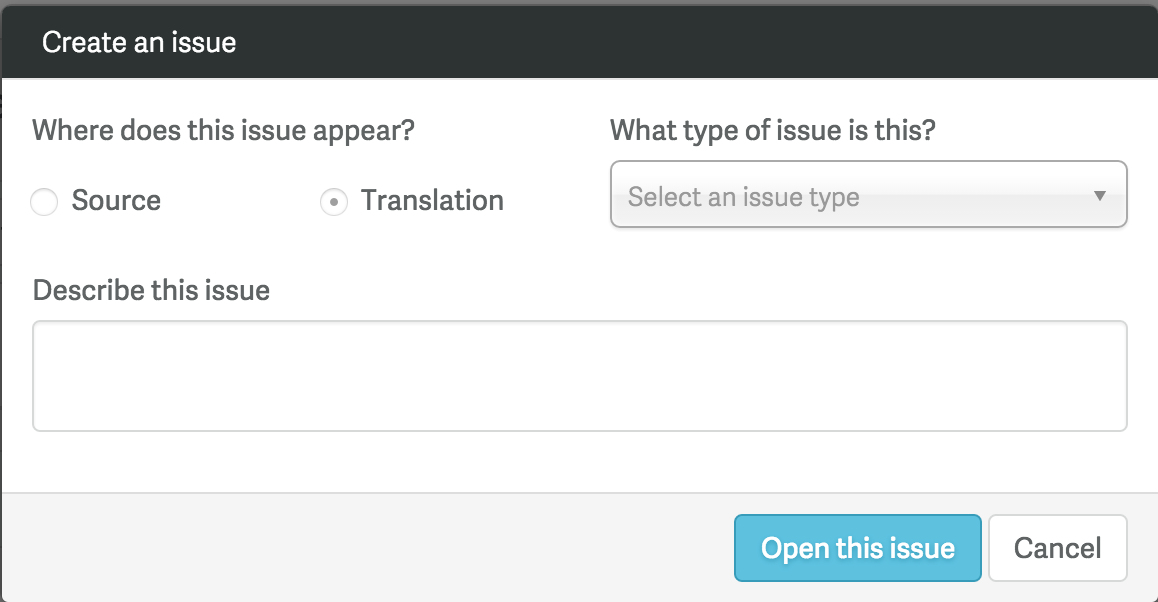 Create an issue
Where does this issue appear?
What type of issue is this?
Source
Translation
Select an issue type
Describe this issue
Open this issue
Cancel